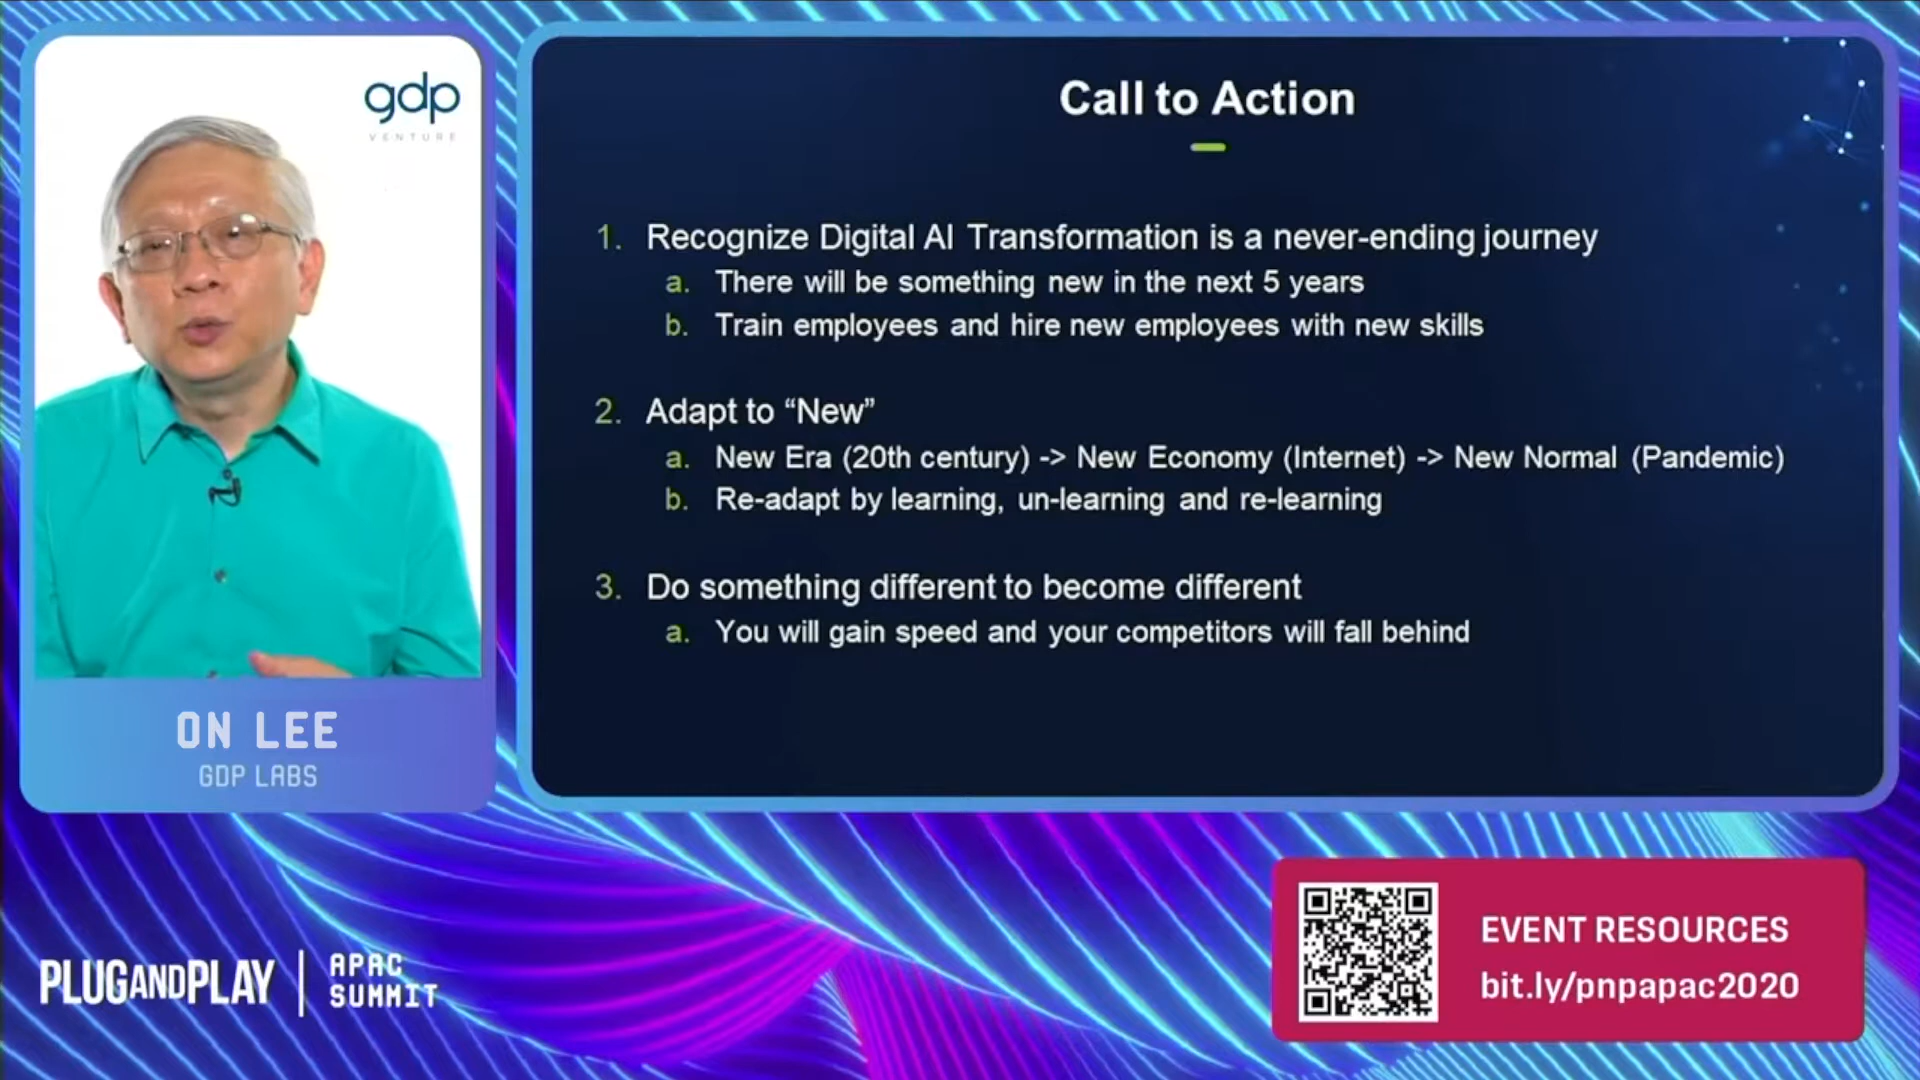 gdp
VENTURE
ON LEE
GDP LABS
Call to Action
1. Recognize Digital AI Transformation is a never-ending journey
a. There will be something new in the next 5 years
b. Train employees and hire new employees with new skills
2. Adapt to “New”
a. New Era (20th century) -> New Economy (Internet) -> New Normal (Pandemic)
b. Re-adapt by learning, un-learning and re-learning
3. Do something different to become different
a. You will gain speed and your competitors will fall behind
PLUGANDPLAY
APAC
SUMMIT
EVENT RESOURCES
bit.ly/pnpapac2020